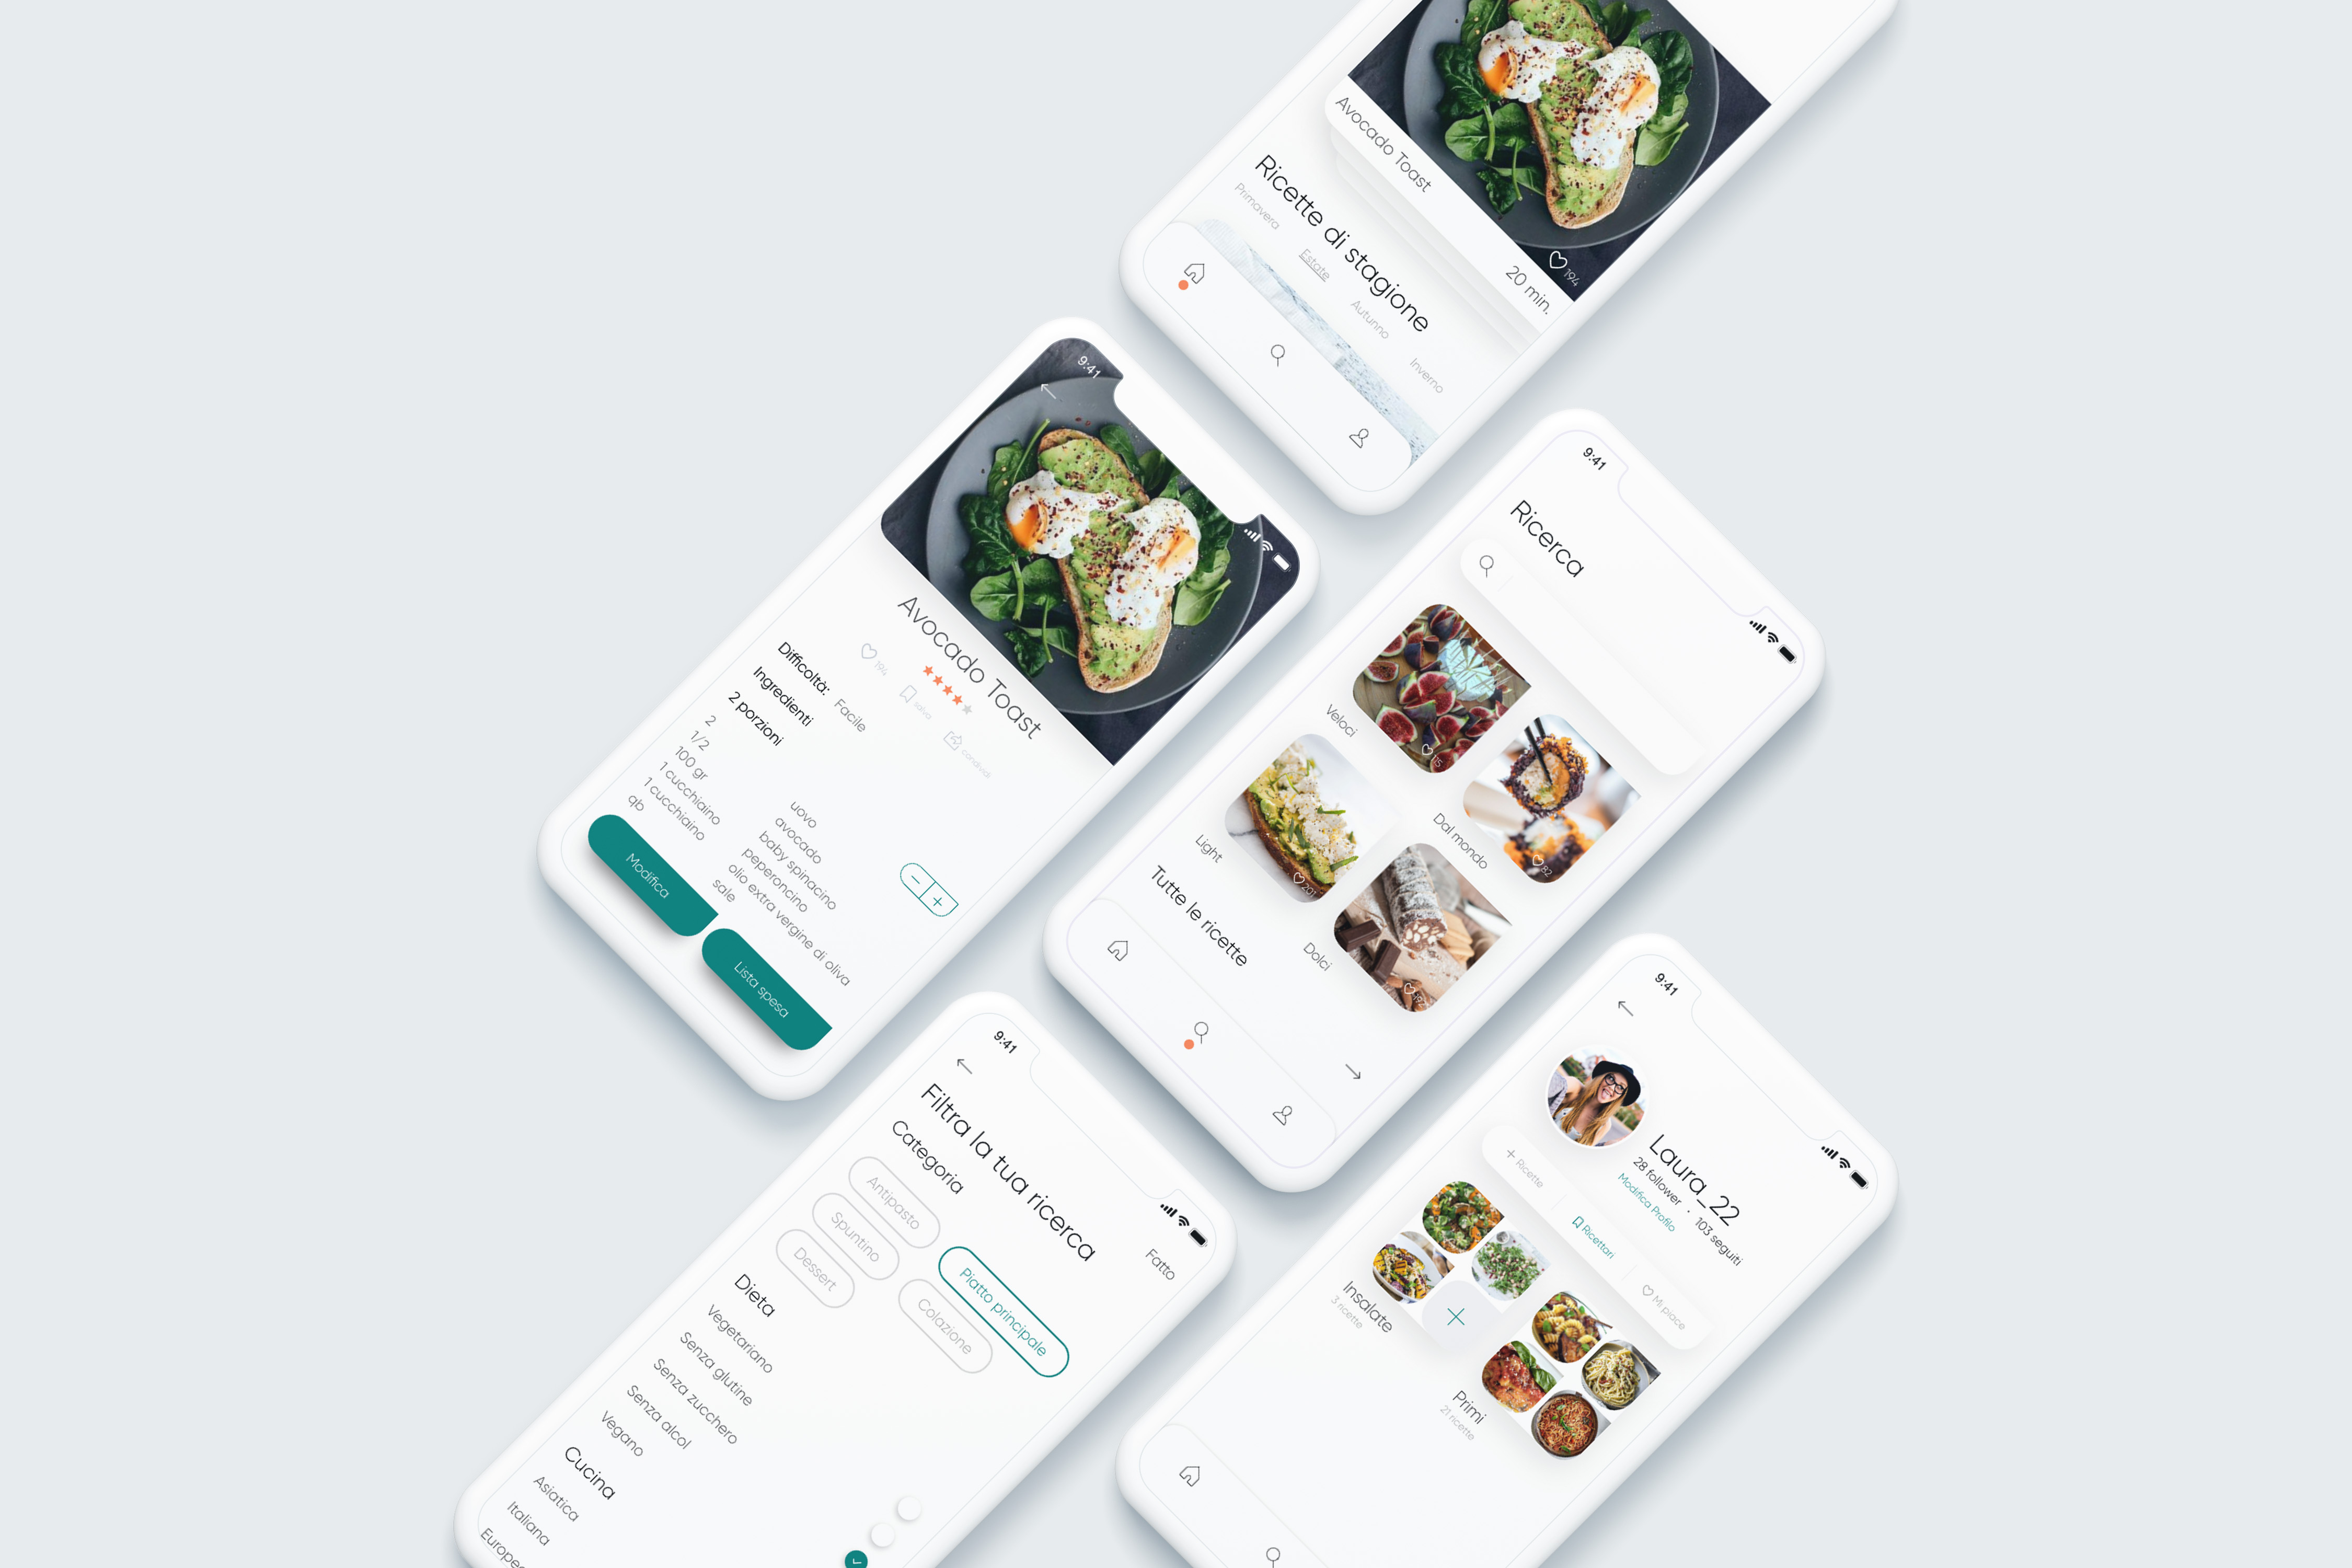 Avocado Toast
20 min.
194
Ricette di stagione
Primavera
Estate
Autunno
Inverno
9:41
Avocado Toast
194
salva
condividi
Difficoltà: Facile
Ingredienti
2 porzioni
2 uovo
1/2 avocado
100 gr baby spinacino
1 cucchiaino peperoncino
1 cucchiaino olio extra vergine di oliva
qb sale
Modifica
Lista spesa
9:41
Ricerca
115
Veloci
82
Dal mondo
201
Light
Dolci
Tutte le ricette
9:41
Filtra la tua ricerca
Fatto
Categoria
Antipasto
Piatto principale
Spuntino
Colazione
Dessert
Dieta
Vegetariano
Senza glutine
Senza zucchero
Senza alcol
Vegano
Cucina
Asiatica
Italiana
9:41
Laura_22
28 follower · 103 seguiti
Modifica Profilo
+ Ricette
Ricettari
Mi piace
Insalate
3 ricette
Primi
21 ricette